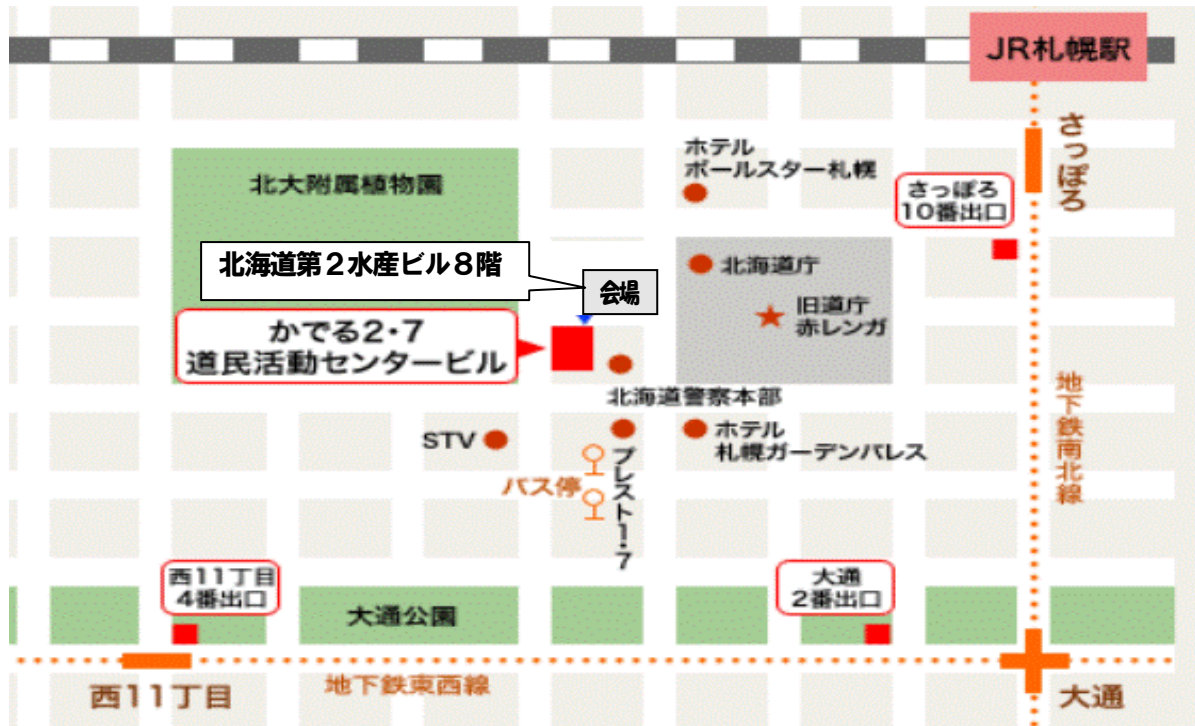 JR札幌駅
さっぽろ
ホテル
ポールスター札幌
北大附属植物園
さっぽろ
10番出口
北海道第２水産ビル８階
会場
北海道庁
旧道庁
赤レンガ
かでる2・7
道民活動センタービル
北海道警察本部
地下鉄南北線
STV
ホテル
札幌ガーデンパレス
プレスト1・7
バス停
西11丁目
4番出口
大通公園
大通
2番出口
西11丁目
地下鉄東西線
大通